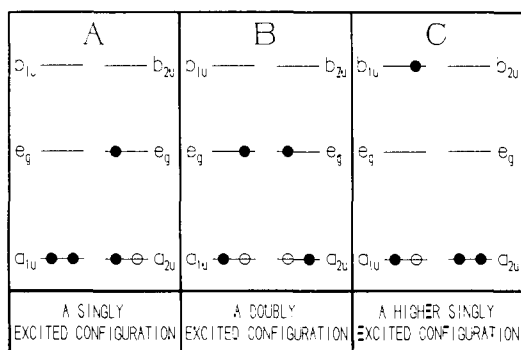 A B C
b1u b2u b1u b2u b1u b2u
eg eg eg eg eg eg
a1u a2u a1u a2u a1u a2u
A SINGLY A DOUBLY A HIGHER SINGLY
EXCITED CONFIGURATION EXCITED CONFIGURATION EXCITED CONFIGURATION